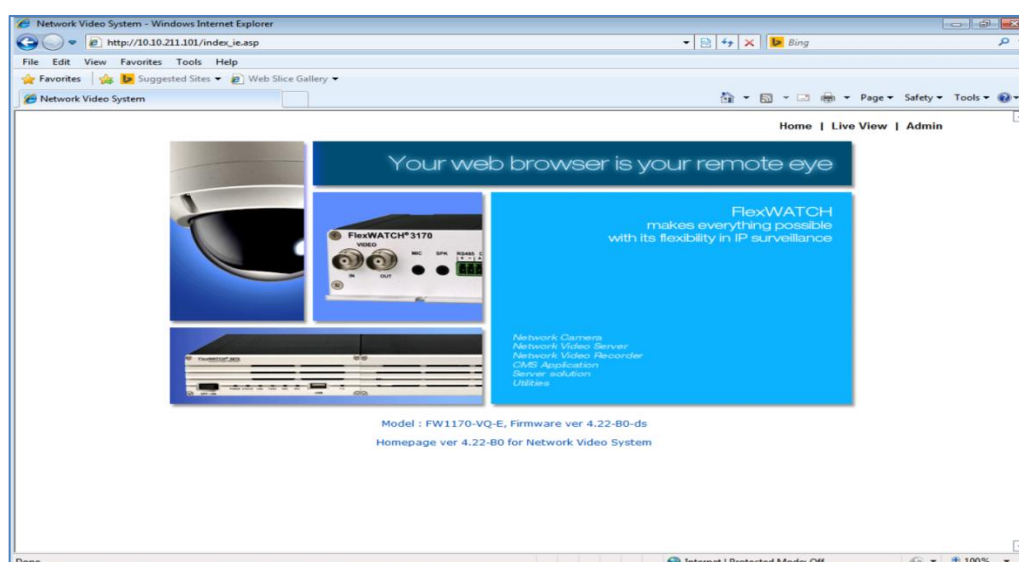 Network Video System - Windows Internet Explorer
http://10.10.211.101/index_ie.asp
Bing
File Edit View Favorites Tools Help
Favorites Suggested Sites Web Slice Gallery
Network Video System
Page Safety Tools
Home | Live View | Admin
Your web browser is your remote eye
FlexWATCH
makes everything possible
with its flexibility in IP surveillance
FlexWATCH® 3170
VIDEO
MIC SPK RS485
IN OUT
Network Camera
Network Video Server
Network Video Recorder
CMS Application
Server solution
Utilities
Model : FW1170-VQ-E, Firmware ver 4.22-B0-ds
Homepage ver 4.22-B0 for Network Video System
Done
Internet | Protected Mode: Off
100%